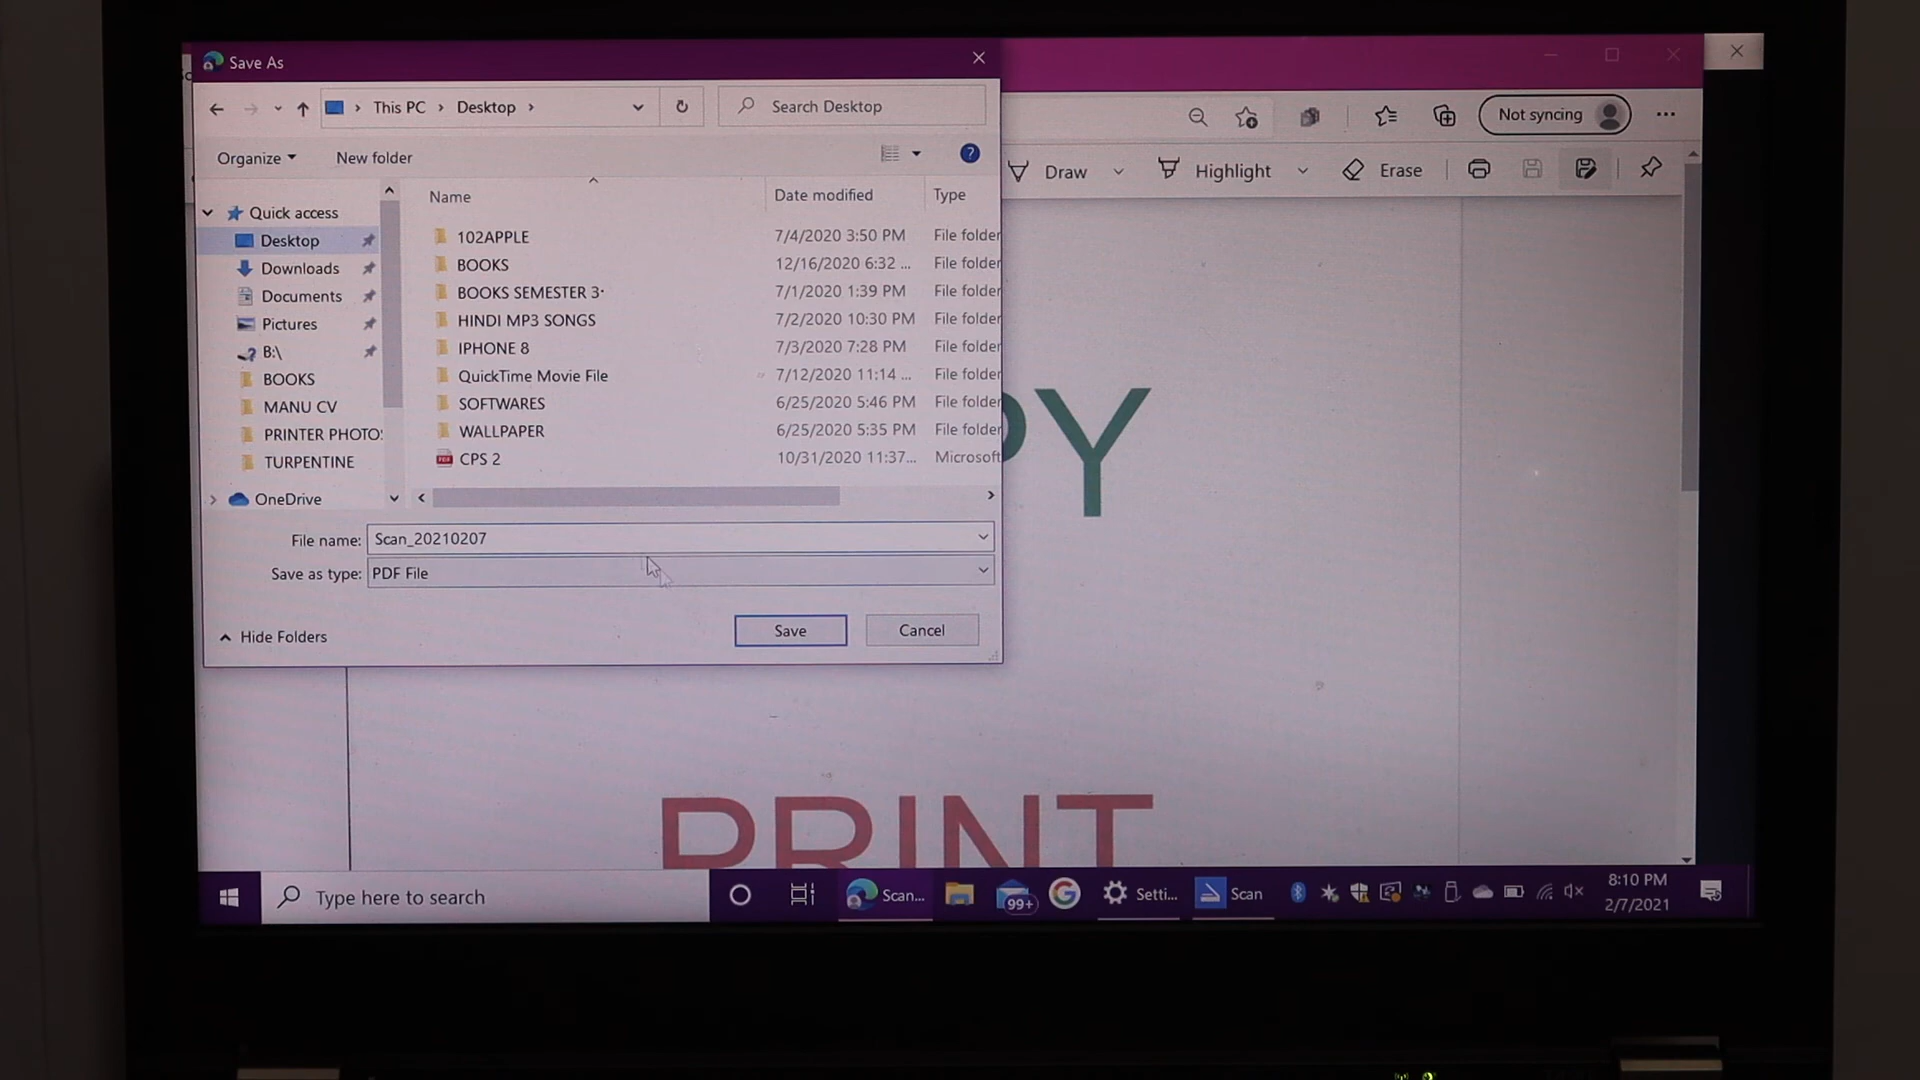 Save As
This PC > Desktop >
Search Desktop
Not syncing
Organize
New folder
Draw
Highlight
Erase
Name
Date modified
Type
Quick access
Desktop
Downloads
Documents
Pictures
B:\
BOOKS
MANU CV
PRINTER PHOTO
TURPENTINE
OneDrive
102APPLE 7/4/2020 3:50 PM File folder
BOOKS 12/16/2020 6:32 ... File folder
BOOKS SEMESTER 3 7/1/2020 1:39 PM File folder
HINDI MP3 SONGS 7/2/2020 10:30 PM File folder
IPHONE 8 7/3/2020 7:28 PM File folder
QuickTime Movie File 7/12/2020 11:14 ... File folder
SOFTWARES 6/25/2020 5:46 PM File folder
WALLPAPER 6/25/2020 5:35 PM File folder
CPS 2 10/31/2020 11:37... Microsoft
File name: Scan_20210207
Save as type: PDF File
Hide Folders
Save
Cancel
PY
PRINT
Type here to search
Scan...
99+
Setti...
Scan
8:10 PM
2/7/2021